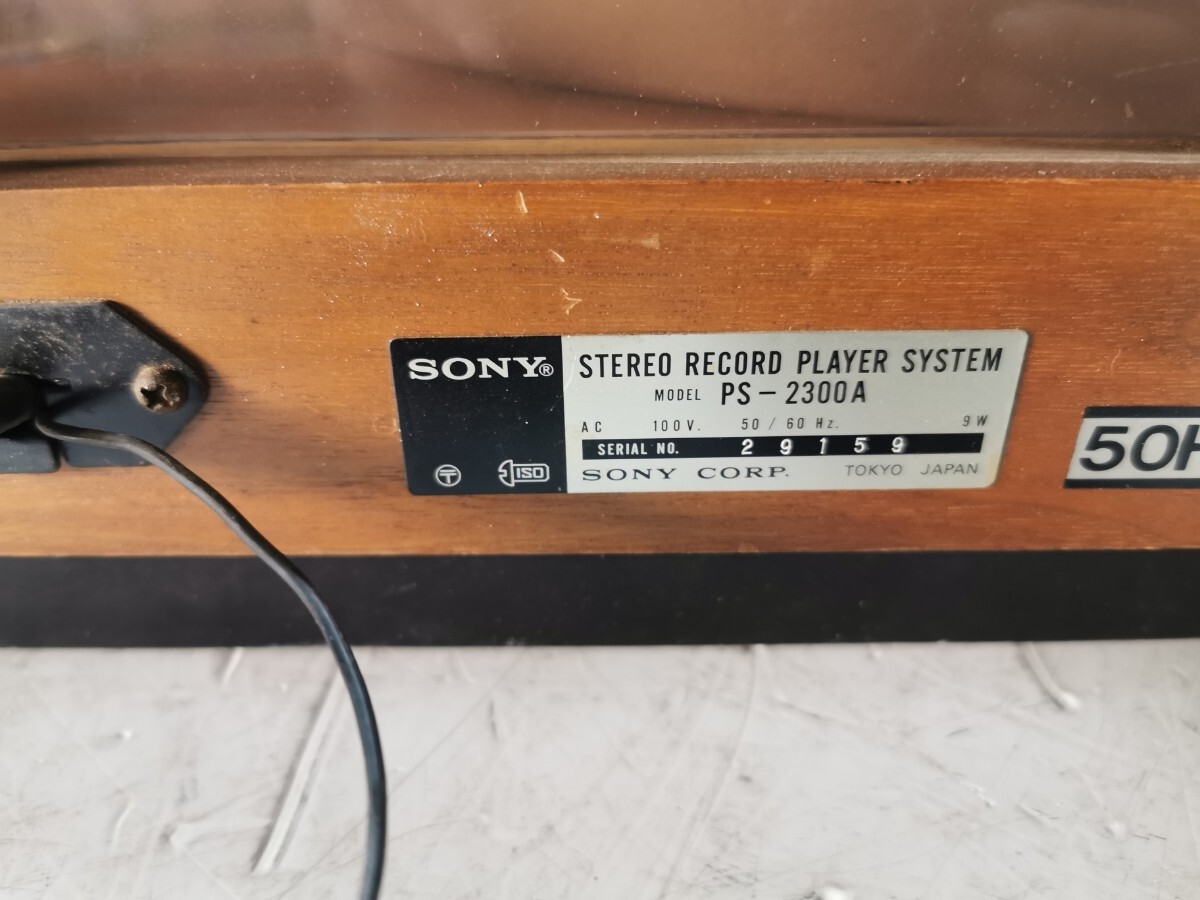 SONY®
STEREO RECORD PLAYER SYSTEM
MODEL PS-2300A
AC 100V. 50 / 60 Hz. 9W
SERIAL NO. 29159
ISO
SONY CORP. TOKYO JAPAN
50H